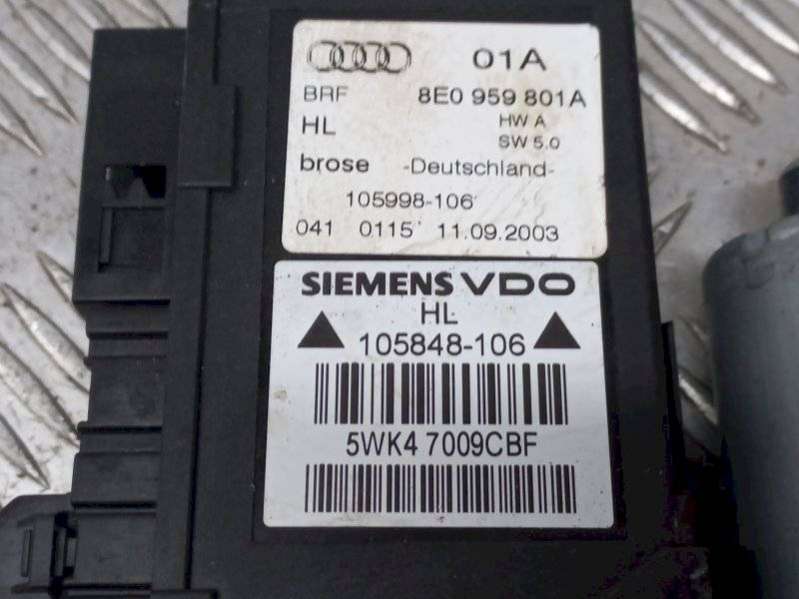 01A
BRF 8E0 959 801A
HL HW A
SW 5.0
brose -Deutschland-
105998-106
041 0115 11.09.2003
SIEMENS VDO
HL
105848-106
5WK4 7009CBF